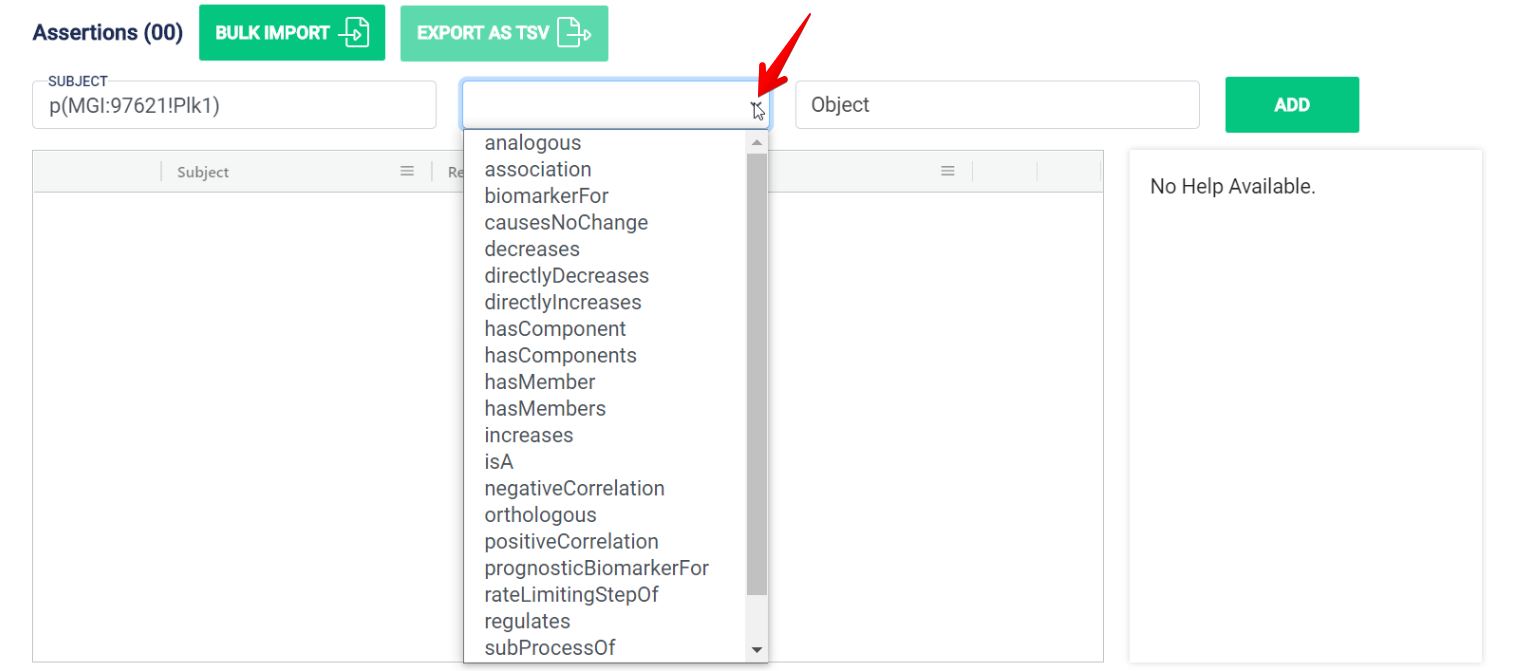 Assertions (00)
BULK IMPORT
EXPORT AS TSV
SUBJECT
p(MGI:97621!Plk1)
Object
ADD
Subject
Re
analogous
association
biomarkerFor
causesNoChange
decreases
directlyDecreases
directlyIncreases
hasComponent
hasComponents
hasMember
hasMembers
increases
isA
negativeCorrelation
orthologous
positiveCorrelation
prognosticBiomarkerFor
rateLimitingStepOf
regulates
subProcessOf
No Help Available.